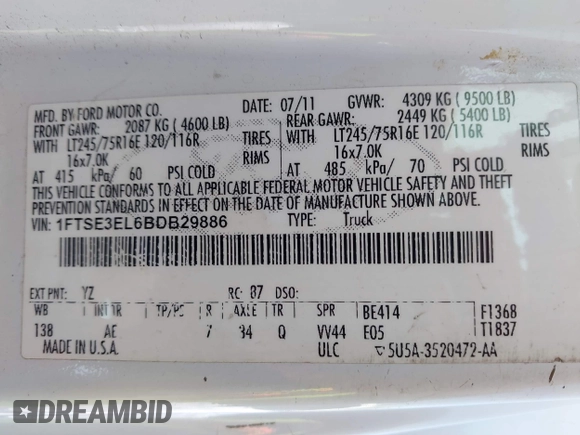 MFD. BY FORD MOTOR CO.
DATE: 07/11 GVWR: 4309 KG ( 9500 LB)
FRONT GAWR: 2087 KG ( 4600 LB) REAR GAWR: 2449 KG ( 5400 LB)
WITH LT245/75R16E 120/116R TIRES WITH LT245/75R16E 120/116R TIRES
16x7.0K RIMS 16x7.0K RIMS
AT 415 kPa/ 60 PSI COLD AT 485 kPa/ 70 PSI COLD
THIS VEHICLE CONFORMS TO ALL APPLICABLE FEDERAL MOTOR VEHICLE SAFETY AND THEFT
PREVENTION STANDARDS IN EFFECT ON THE DATE OF MANUFACTURE SHOWN ABOVE.
VIN: 1FTSE3EL6BDB29886 TYPE: Truck
EXT PNT: YZ RC: 87 DSO:
WB INTTR TP/PS R AXLE TR SPR BE414 F1368
138 AE 7 34 Q VV44 E05 T1837
MADE IN U.S.A. ULC 5U5A-3520472-AA
DREAMBID